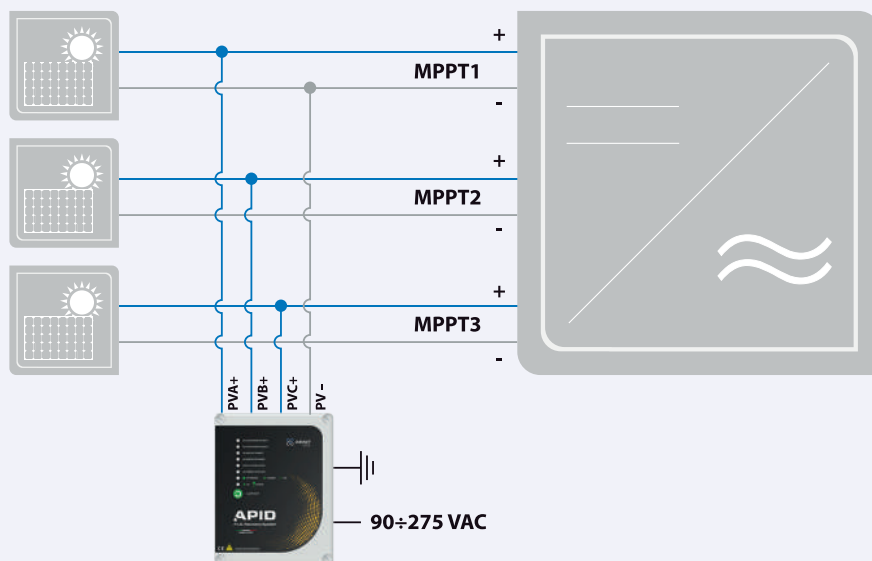 +
MPPT1
-
+
MPPT2
-
+
MPPT3
-
PVA+
PVB+
PVC+
PV -
APID
90÷275 VAC